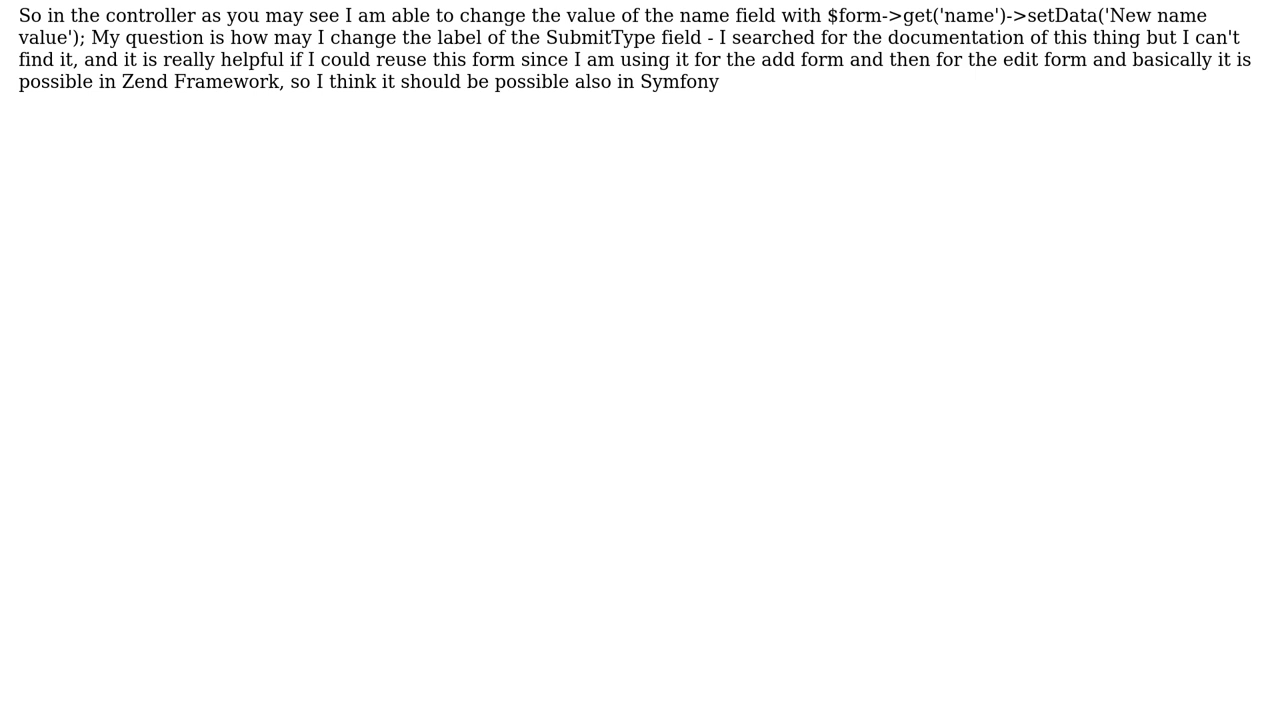 So in the controller as you may see I am able to change the value of the name field with $form->get('name')->setData('New name
value'); My question is how may I change the label of the SubmitType field - I searched for the documentation of this thing but I can't
find it, and it is really helpful if I could reuse this form since I am using it for the add form and then for the edit form and basically it is
possible in Zend Framework, so I think it should be possible also in Symfony